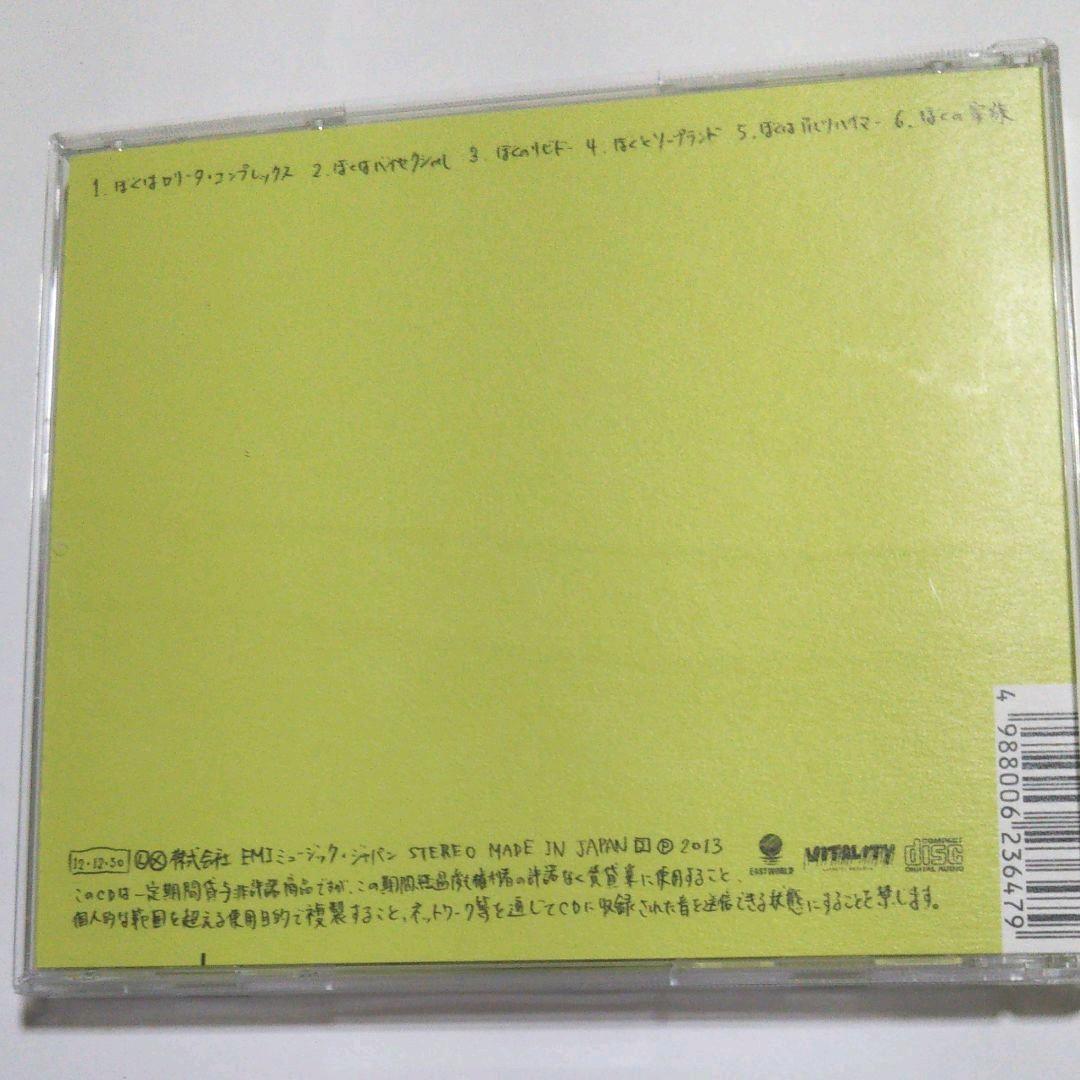 1. ぼくはロリータ・コンプレックス 2. ぼくはバイセクシャル 3. ぼくのリビドー 4. ぼくとソープランド 5. ぼくはアルツハイマー 6. ぼくの家族
12・12・30 株式会社 EMIミュージック・ジャパン STEREO MADE IN JAPAN Ⓟ 2013
EASTWORLD
VITALITY
COMPACT
disc
DIGITAL AUDIO
このCDは一定期間貸与非許諾商品ですが、この期間経過後も権利者の許諾なく賃貸業に使用すること、
個人的な範囲を超える使用目的で複製すること、ネットワーク等を通じてCDに収録された音を送信できる状態にすることを禁じます。
4 988006 236479